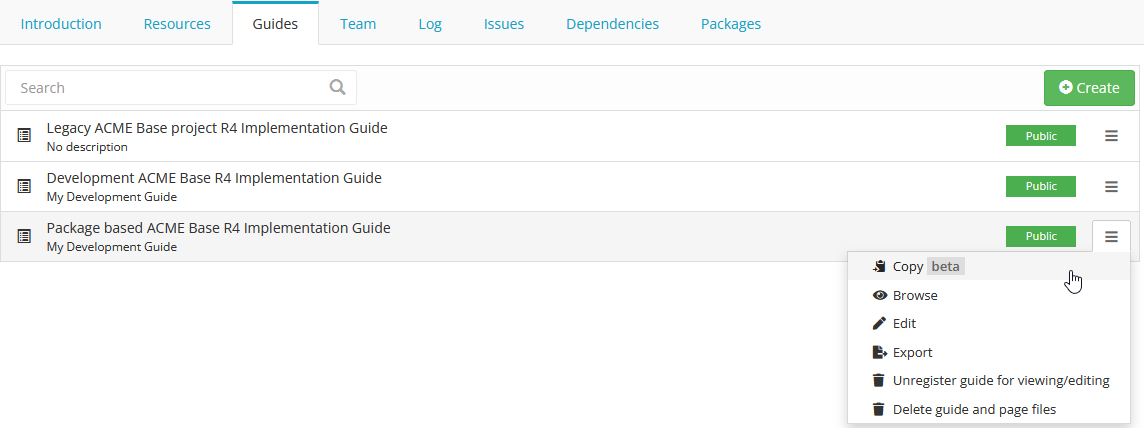 Introduction Resources Guides Team Log Issues Dependencies Packages
Search Create
Legacy ACME Base project R4 Implementation Guide
No description
Public
Development ACME Base R4 Implementation Guide
My Development Guide
Public
Package based ACME Base R4 Implementation Guide
My Development Guide
Public
Copy beta
Browse
Edit
Export
Unregister guide for viewing/editing
Delete guide and page files